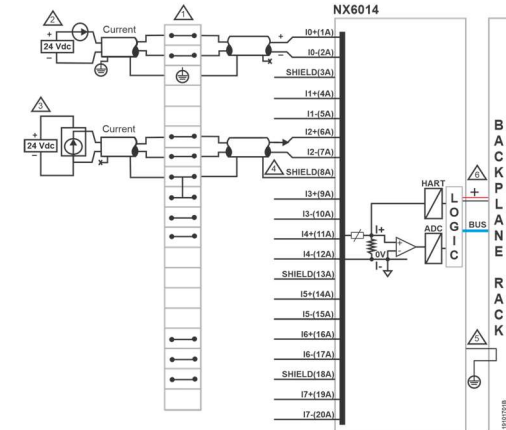 NX6014
1
2
24 Vdc
+
−
Current
+
−
3
24 Vdc
+
−
Current
4
I0+(1A)
I0-(2A)
SHIELD(3A)
I1+(4A)
I1-(5A)
I2+(6A)
I2-(7A)
SHIELD(8A)
I3+(9A)
I3-(10A)
I4+(11A)
I4-(12A)
SHIELD(13A)
I5+(14A)
I5-(15A)
I6+(16A)
I6-(17A)
SHIELD(18A)
I7+(19A)
I7-(20A)
I+
0V
I-
+
−
HART
ADC
LOGIC
6
+
BUS
5
BACKPLANE RACK